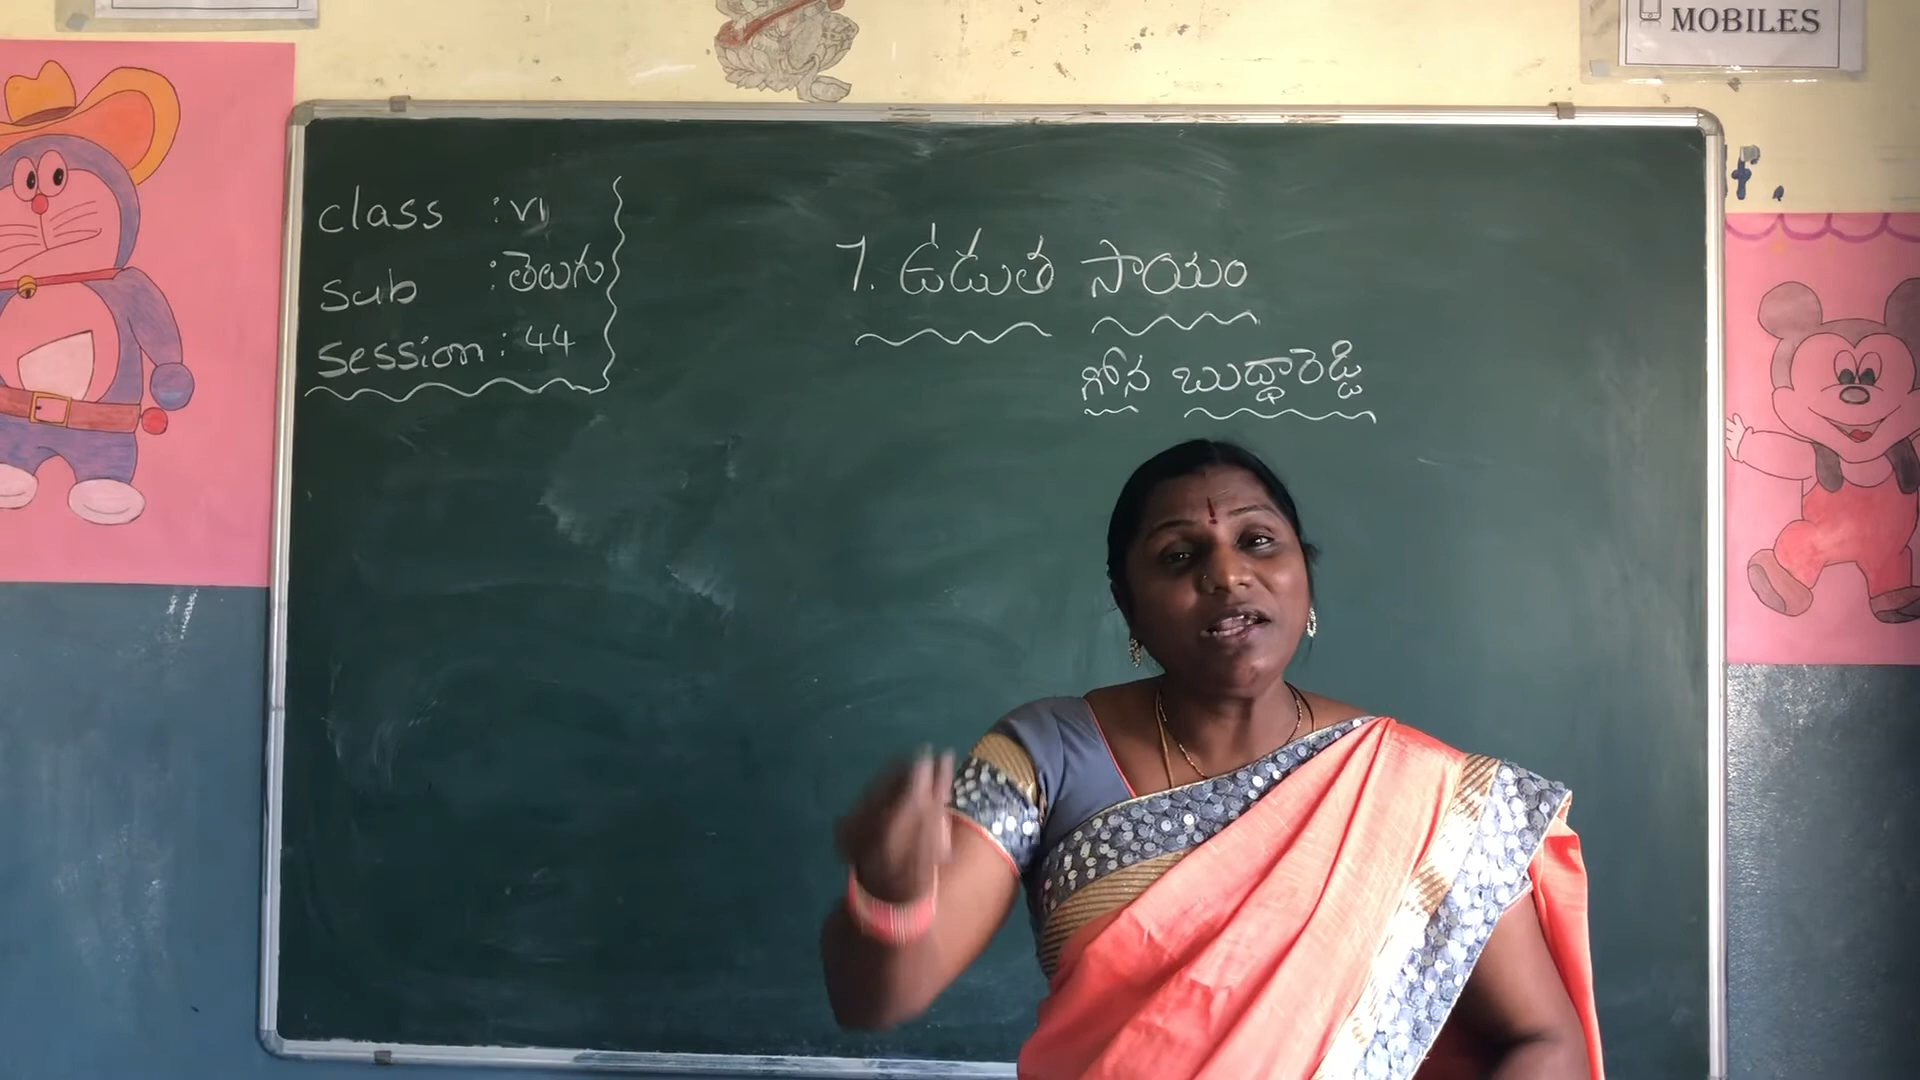 MOBILES
class : VI
sub : తెలుగు
session : 44
7. ఉడుత సాయం
గోన బుద్ధారెడ్డి